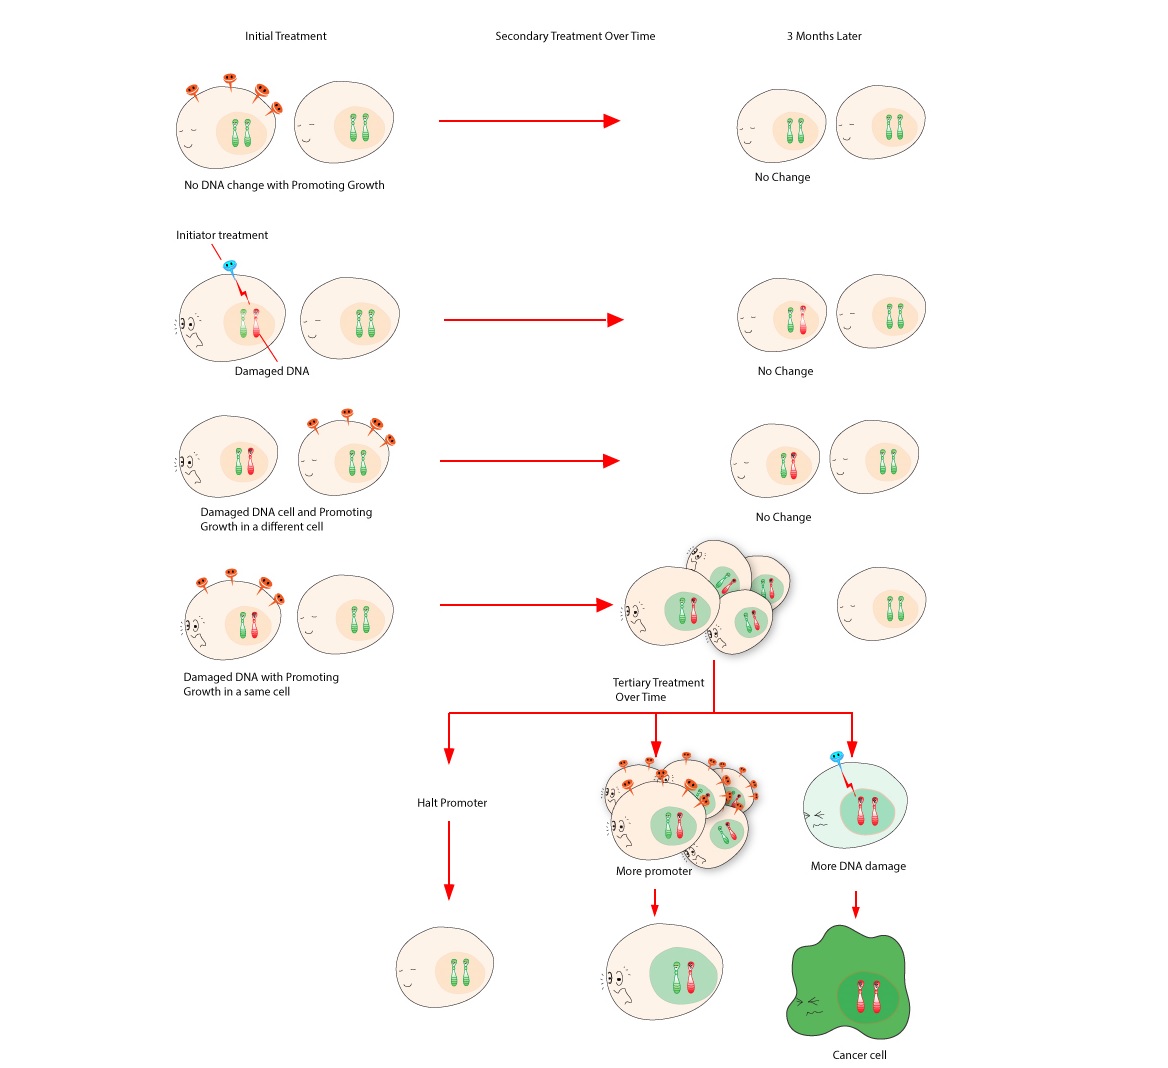 Initial Treatment
Secondary Treatment Over Time
3 Months Later
No DNA change with Promoting Growth
No Change
Initiator treatment
Damaged DNA
No Change
Damaged DNA cell and Promoting
Growth in a different cell
No Change
Damaged DNA with Promoting
Growth in a same cell
Tertiary Treatment
Over Time
Halt Promoter
More promoter
More DNA damage
Cancer cell